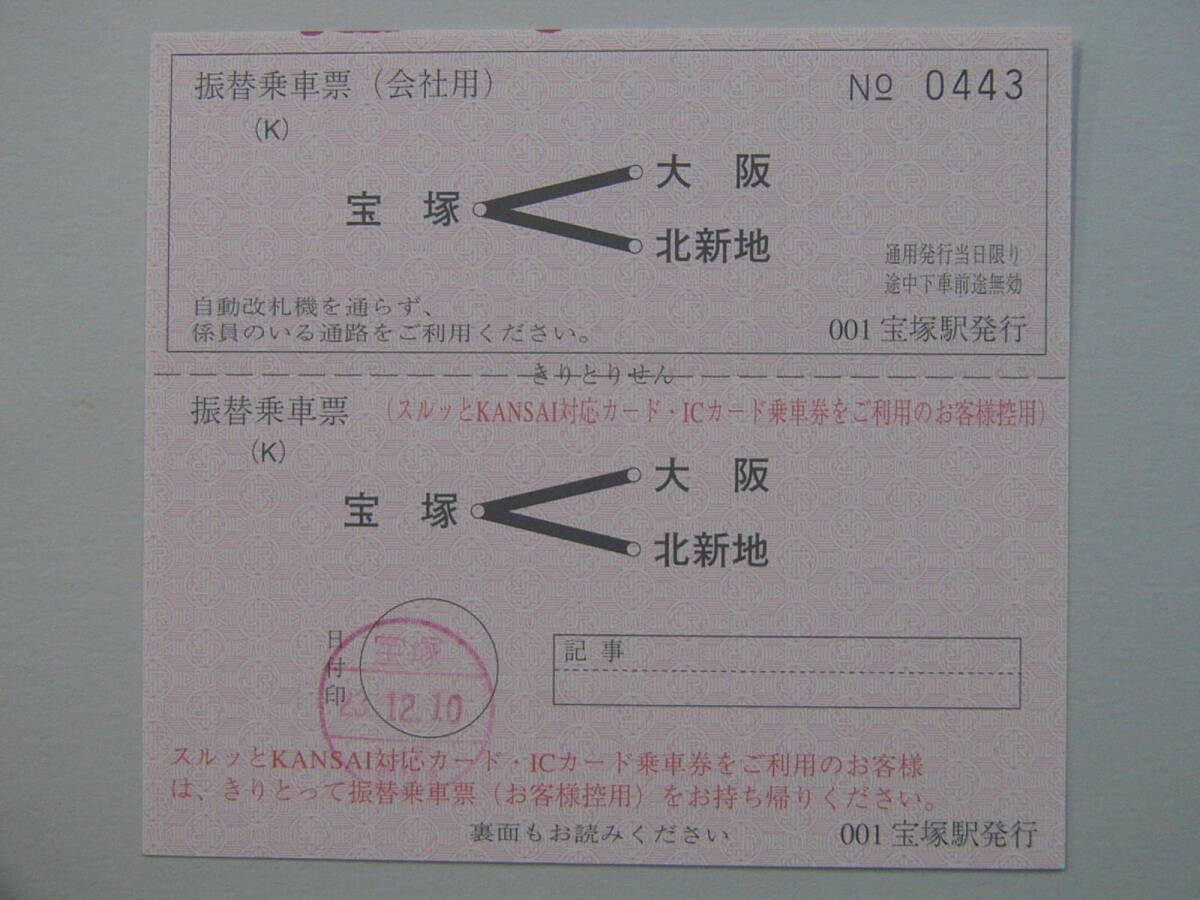 振替乗車票（会社用）
№ 0443
（K）
宝 塚
大 阪
北新地
通用発行当日限り
途中下車前途無効
自動改札機を通らず、
係員のいる通路をご利用ください。
001 宝塚駅発行
きりとりせん
振替乗車票
（スルッとKANSAI対応カード・ICカード乗車券をご利用のお客様控用）
（K）
宝 塚
大 阪
北新地
日付印
宝塚
23.12.10
記 事
スルッとKANSAI対応カード・ICカード乗車券をご利用のお客様
は、きりとって振替乗車票（お客様控用）をお持ち帰りください。
裏面もお読みください
001 宝塚駅発行